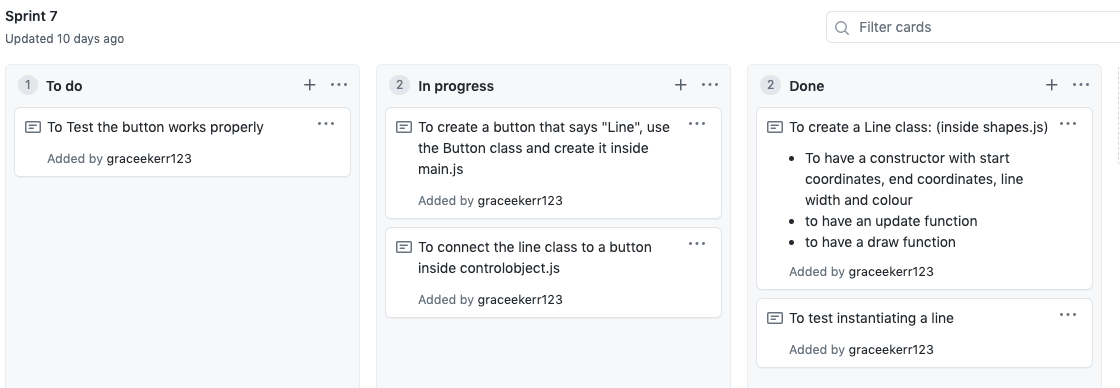 Sprint 7
Updated 10 days ago
Filter cards
1 To do
To Test the button works properly
Added by graceekerr123
2 In progress
To create a button that says "Line", use
the Button class and create it inside
main.js
Added by graceekerr123
To connect the line class to a button
inside controlobject.js
Added by graceekerr123
2 Done
To create a Line class: (inside shapes.js)
• To have a constructor with start
coordinates, end coordinates, line
width and colour
• to have an update function
• to have a draw function
Added by graceekerr123
To test instantiating a line
Added by graceekerr123